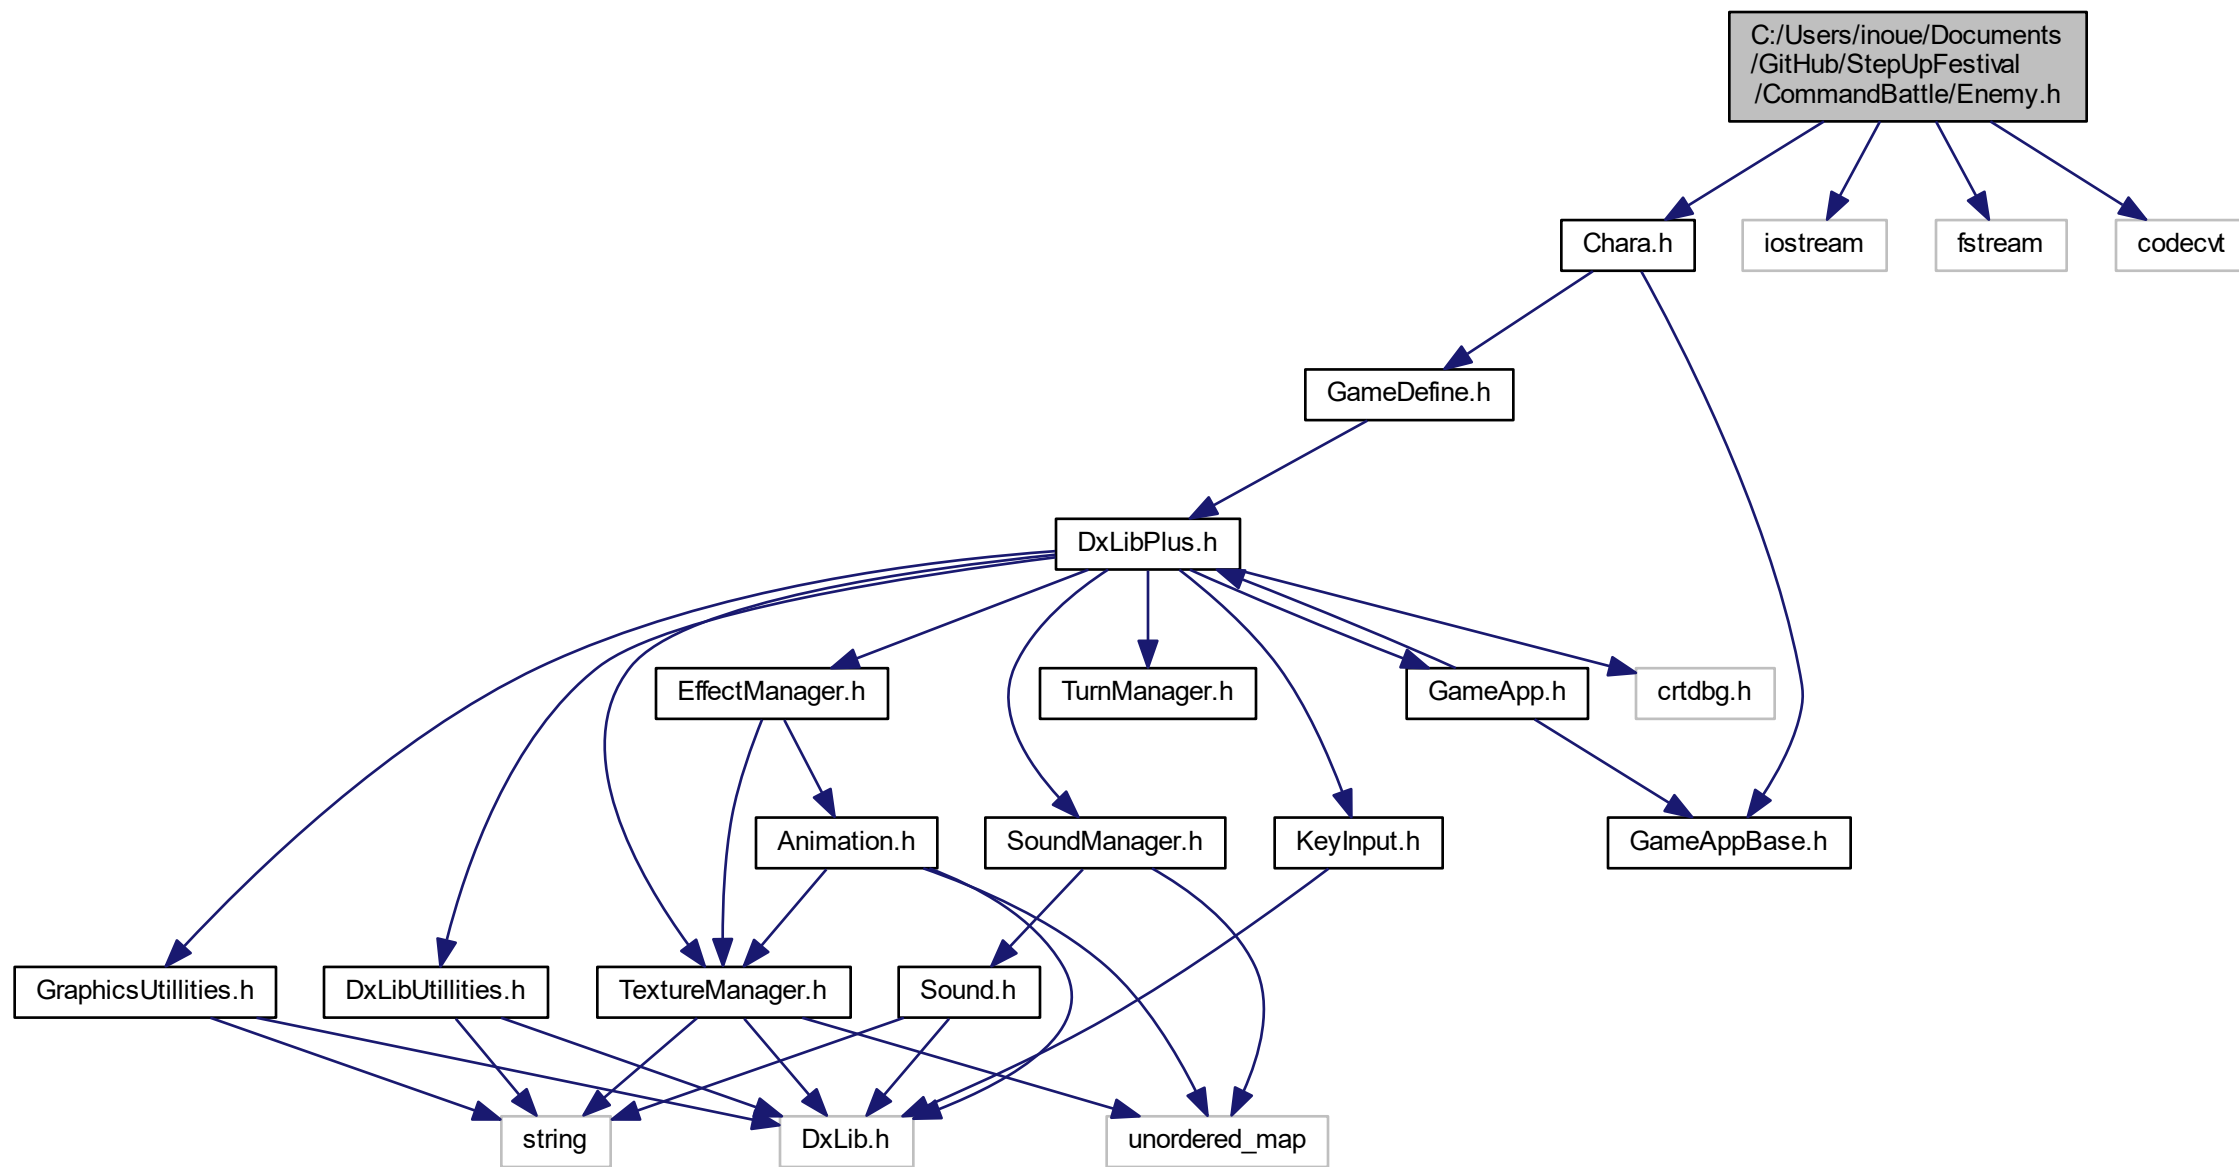 C:/Users/inoue/Documents
/GitHub/StepUpFestival
/CommandBattle/Enemy.h
Chara.h
iostream
fstream
codecvt
GameDefine.h
DxLibPlus.h
EffectManager.h
TurnManager.h
GameApp.h
crtdbg.h
Animation.h
SoundManager.h
KeyInput.h
GameAppBase.h
GraphicsUtillities.h
DxLibUtillities.h
TextureManager.h
Sound.h
string
DxLib.h
unordered_map